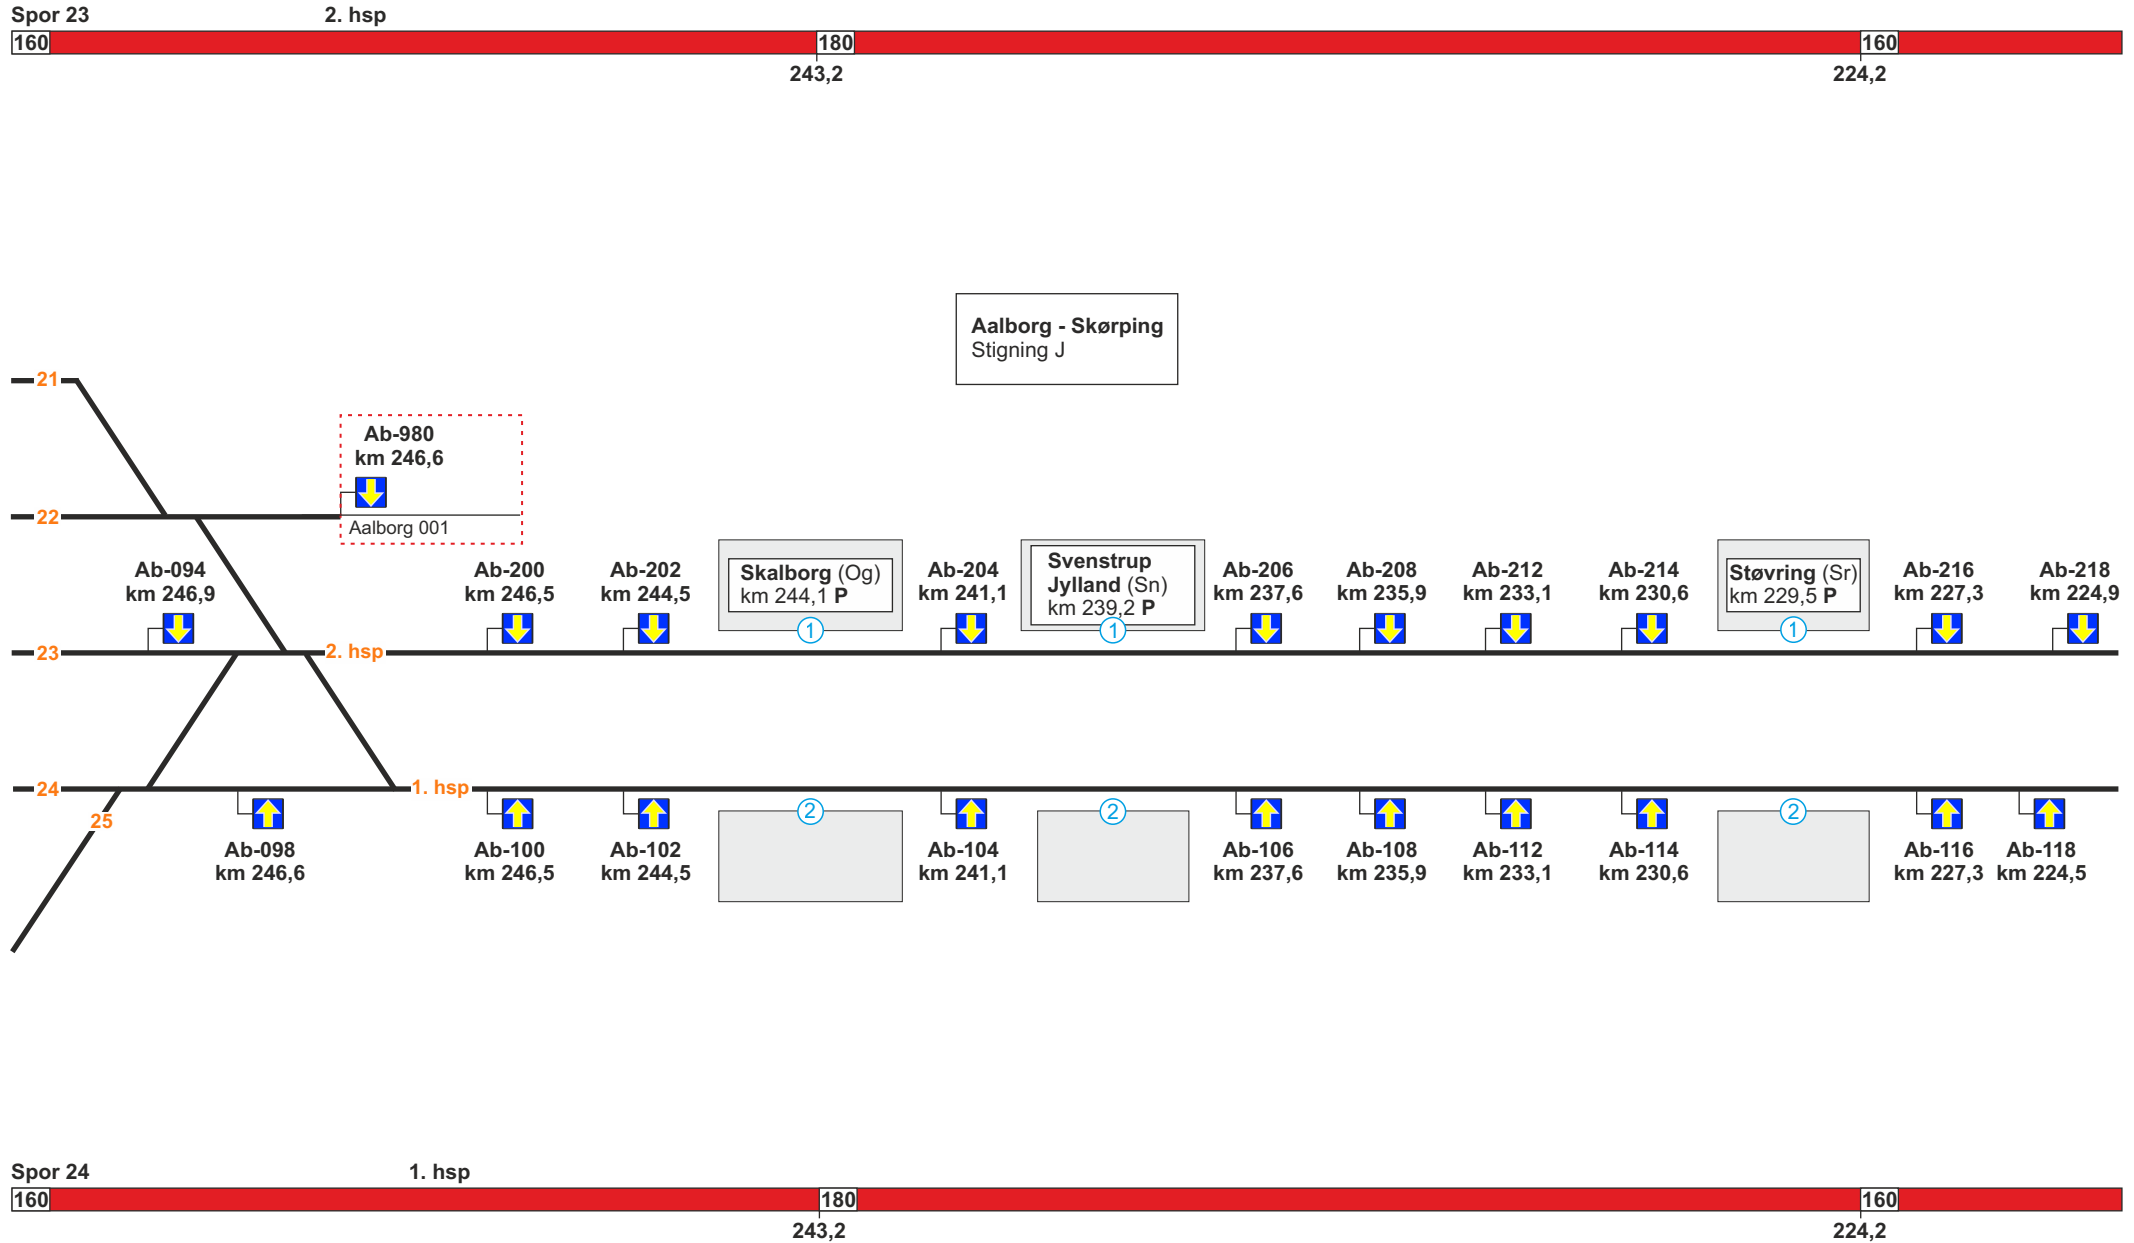 Spor 23 2. hsp
160 180 160
243,2 224,2
Aalborg - Skørping
Stigning J
21
Ab-980
km 246,6
22
Aalborg 001
Ab-094 Ab-200 Ab-202 Skalborg (Og) Ab-204 Svenstrup Ab-206 Ab-208 Ab-212 Ab-214 Støvring (Sr) Ab-216 Ab-218
km 246,9 km 246,5 km 244,5 km 244,1 P km 241,1 Jylland (Sn) km 237,6 km 235,9 km 233,1 km 230,6 km 229,5 P km 227,3 km 224,9
km 239,2 P
1 1 1
23 2. hsp
24 1. hsp
25
2 2 2
Ab-098 Ab-100 Ab-102 Ab-104 Ab-106 Ab-108 Ab-112 Ab-114 Ab-116 Ab-118
km 246,6 km 246,5 km 244,5 km 241,1 km 237,6 km 235,9 km 233,1 km 230,6 km 227,3 km 224,5
Spor 24 1. hsp
160 180 160
243,2 224,2